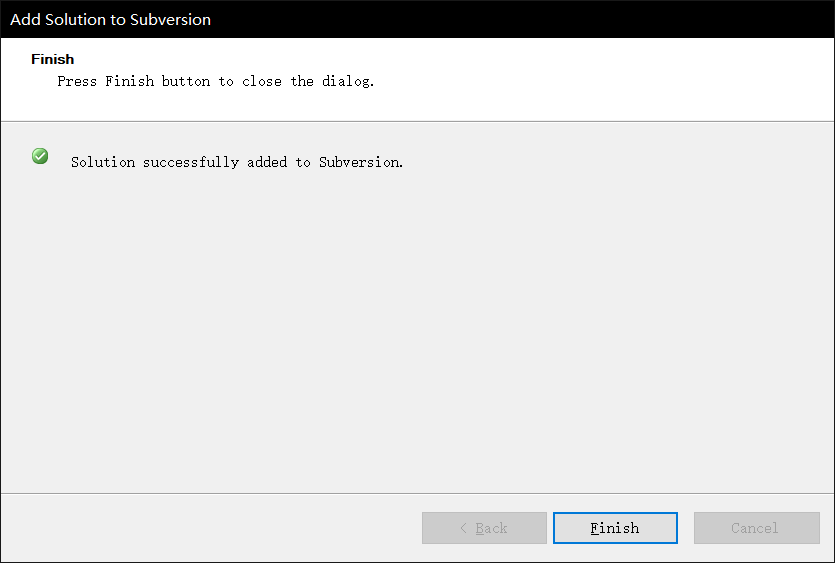 Add Solution to Subversion
Finish
Press Finish button to close the dialog.
Solution successfully added to Subversion.
< Back
Finish
Cancel